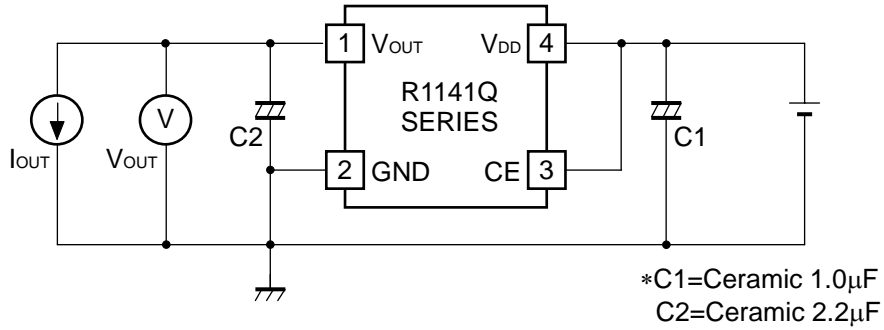 1 VOUT VDD 4
R1141Q
SERIES
IOUT VOUT V C2 C1
2 GND CE 3
*C1=Ceramic 1.0μF
C2=Ceramic 2.2μF